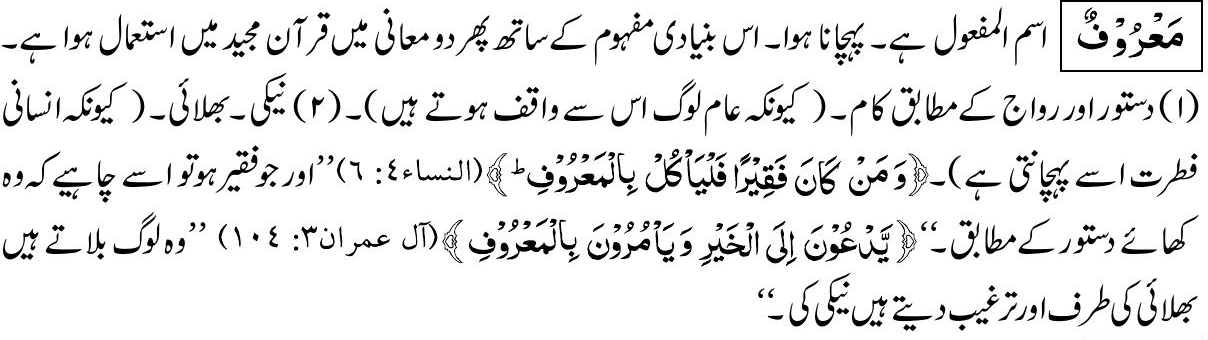 مَعْرُوْفٌ اسم المفعول ہے۔ پہچانا ہوا۔ اس بنیادی مفہوم کے ساتھ پھر دو معانی میں قرآن مجید میں استعمال ہوا ہے۔
(۱) دستور اور رواج کے مطابق کام۔ (کیونکہ عام لوگ اس سے واقف ہوتے ہیں)۔ (۲) نیکی۔ بھلائی۔ (کیونکہ انسانی
فطرت اسے پہچانتی ہے)۔ ﴿وَ مَنْ كَانَ فَقِيْرًا فَلْيَاْكُلْ بِالْمَعْرُوْفِ ؕ﴾ (النساء٤: ٦) ’’اور جو فقیر ہو تو اسے چاہیے کہ وہ
کھائے دستور کے مطابق۔‘‘ ﴿يَّدْعُوْنَ اِلَى الْخَيْرِ وَ يَاْمُرُوْنَ بِالْمَعْرُوْفِ﴾ (آل عمران٣: ١٠٤) ’’وہ لوگ بلاتے ہیں
بھلائی کی طرف اور ترغیب دیتے ہیں نیکی کی۔‘‘